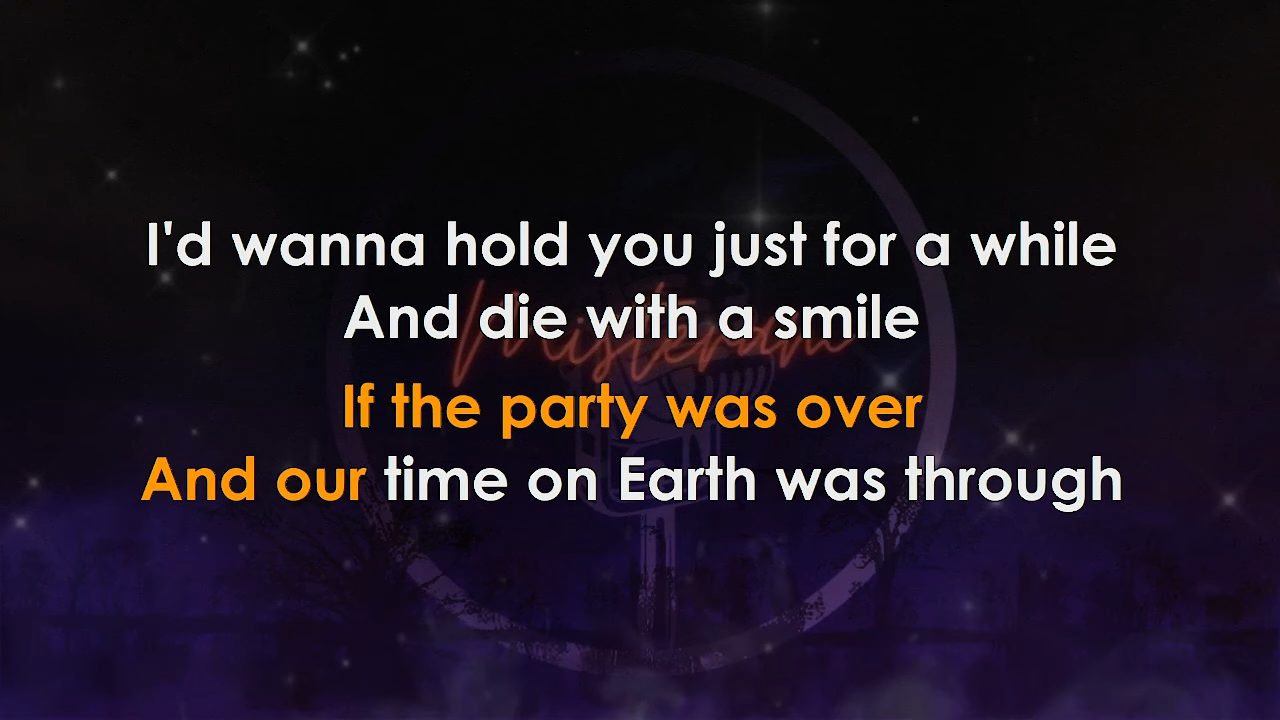 I'd wanna hold you just for a while
And die with a smile
Misteram
If the party was over
And our time on Earth was through